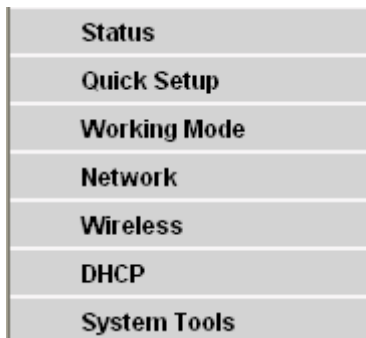 Status
Quick Setup
Working Mode
Network
Wireless
DHCP
System Tools